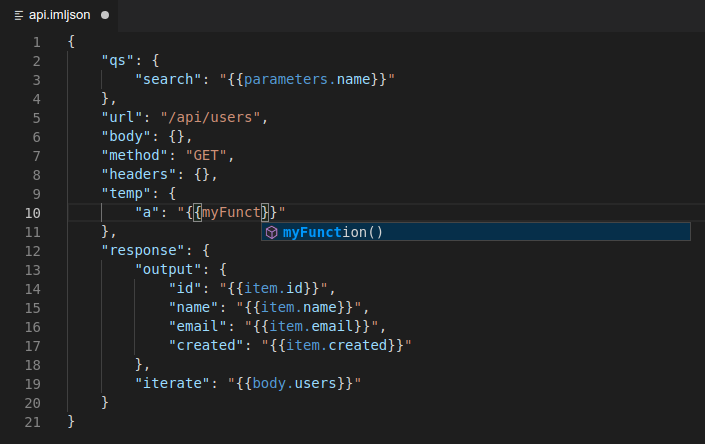 api.imljson
1 {
2     "qs": {
3         "search": "{{parameters.name}}"
4     },
5     "url": "/api/users",
6     "body": {},
7     "method": "GET",
8     "headers": {},
9     "temp": {
10         "a": "{{myFunct}}"
myFunction()
11     },
12     "response": {
13         "output": {
14             "id": "{{item.id}}",
15             "name": "{{item.name}}",
16             "email": "{{item.email}}",
17             "created": "{{item.created}}"
18         },
19         "iterate": "{{body.users}}"
20     }
21 }